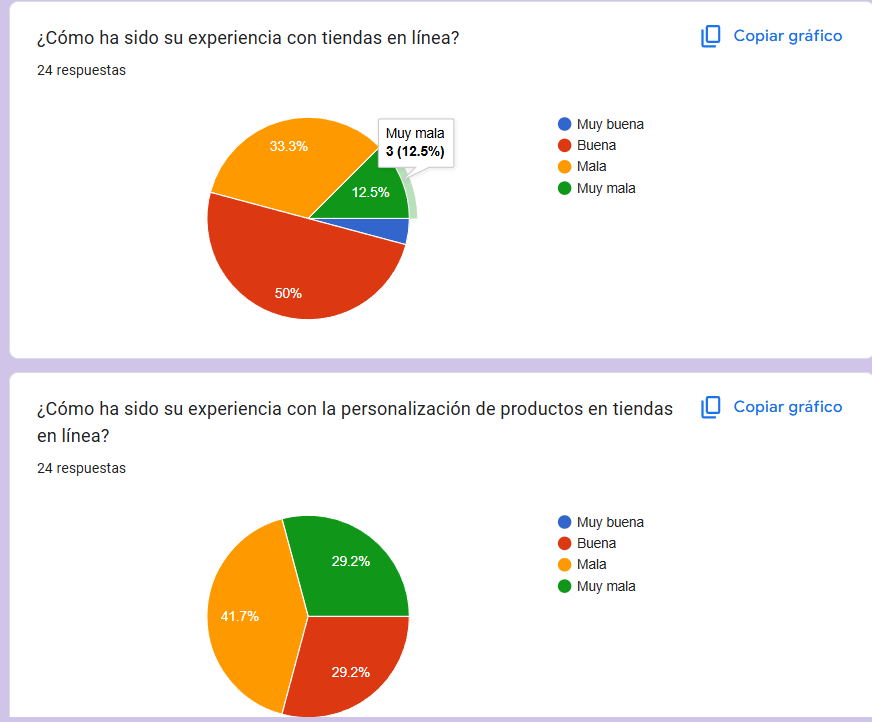 ¿Cómo ha sido su experiencia con tiendas en línea?
Copiar gráfico
24 respuestas
Muy mala
3 (12.5%)
33.3%
12.5%
50%
Muy buena
Buena
Mala
Muy mala
¿Cómo ha sido su experiencia con la personalización de productos en tiendas
en línea?
Copiar gráfico
24 respuestas
29.2%
41.7%
29.2%
Muy buena
Buena
Mala
Muy mala